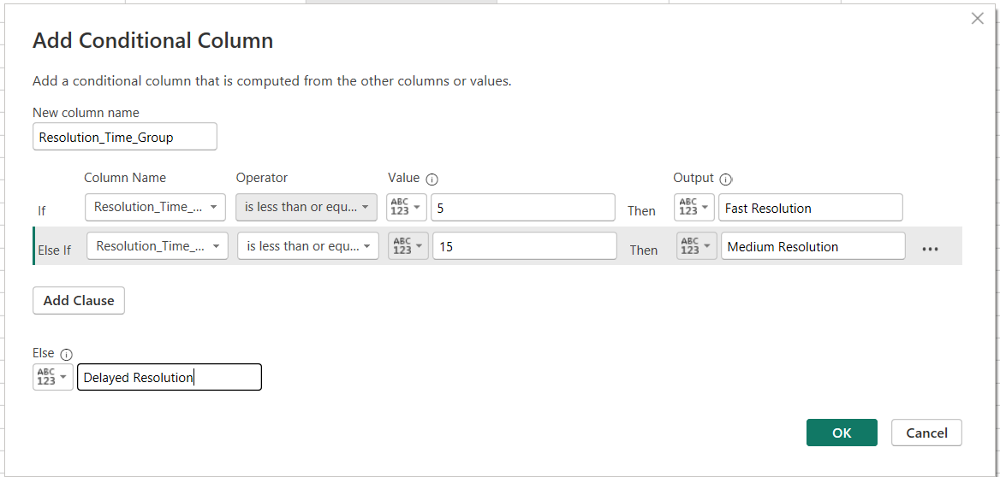 Add Conditional Column
Add a conditional column that is computed from the other columns or values.
New column name
Resolution_Time_Group
Column Name Operator Value Output
If Resolution_Time_... is less than or equ... ABC 123 5 Then ABC 123 Fast Resolution
Else If Resolution_Time_... is less than or equ... ABC 123 15 Then ABC 123 Medium Resolution ...
Add Clause
Else
ABC 123 Delayed Resolution
OK Cancel